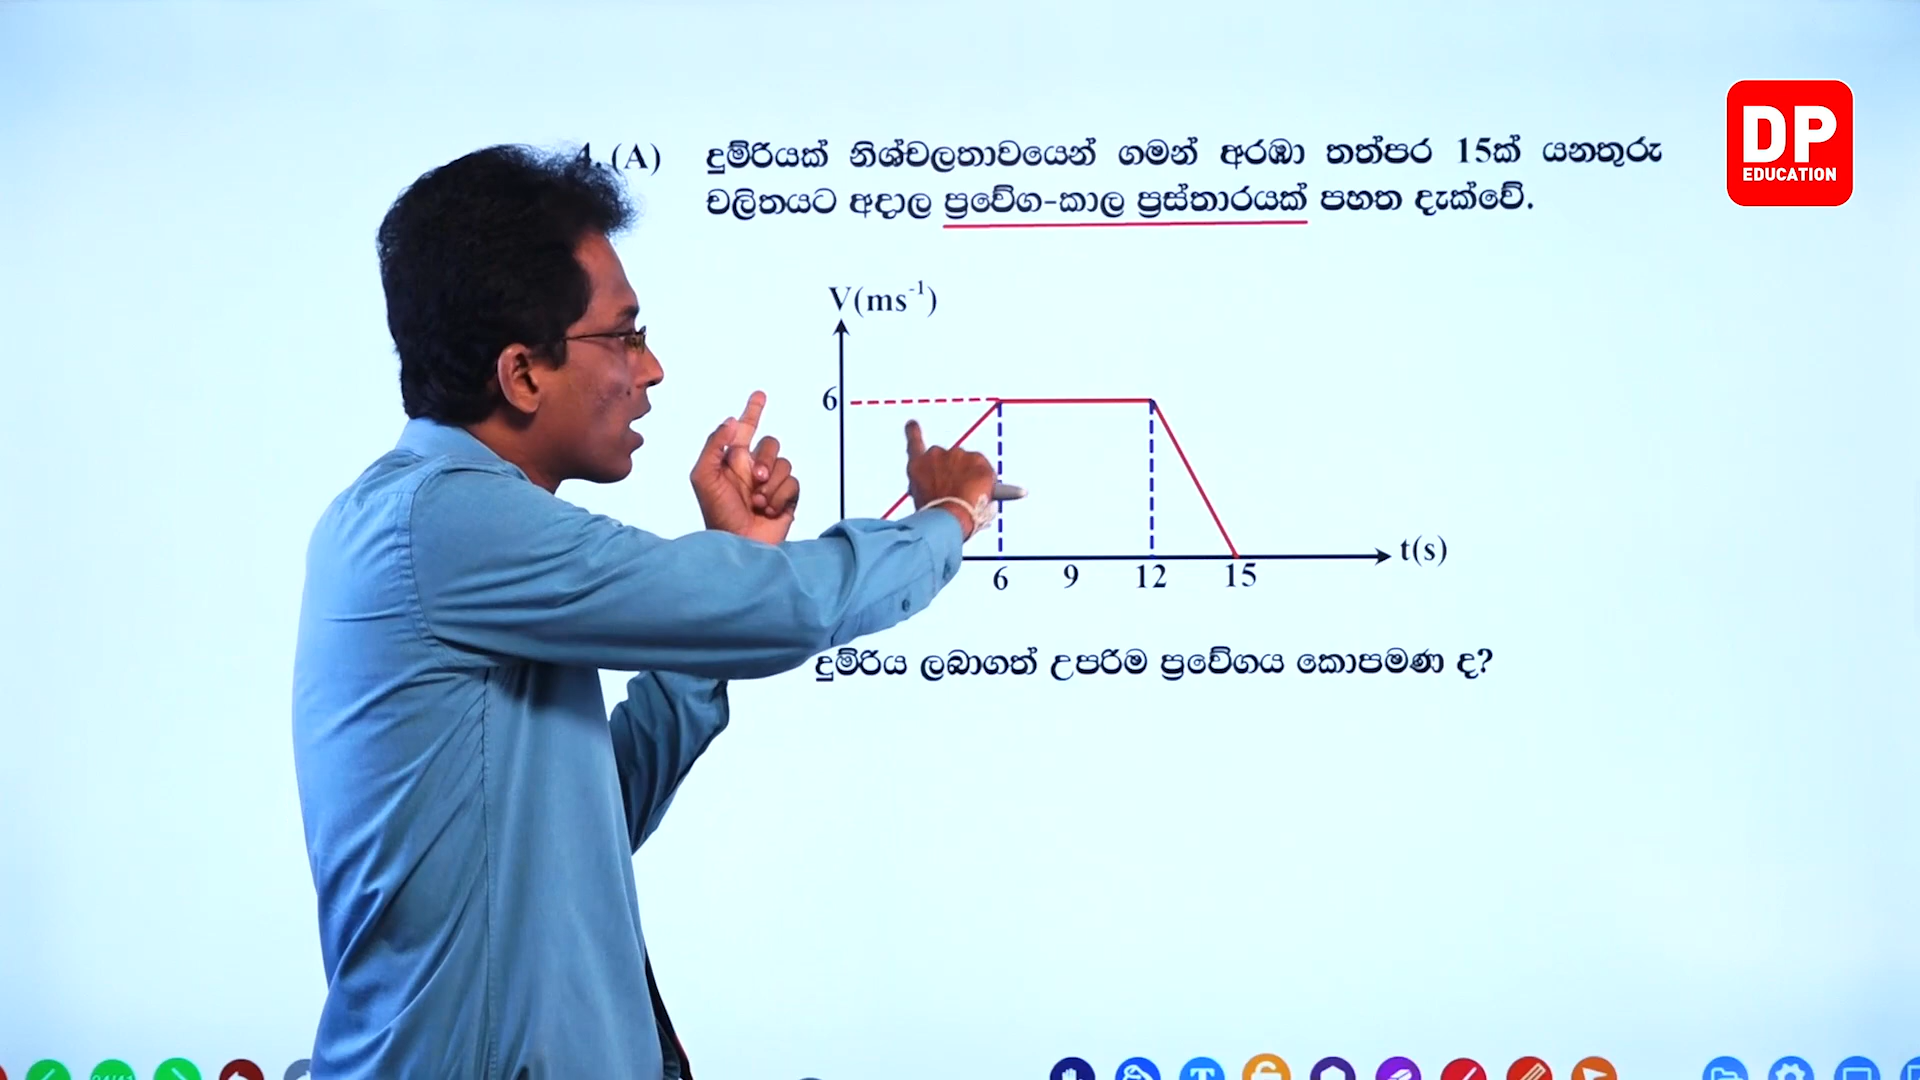 DP
EDUCATION
4. (A) දුම්රියක් නිශ්චලතාවයෙන් ගමන් අරඹා තත්පර 15ක් යනතුරු
චලිතයට අදාල ප්‍රවේග-කාල ප්‍රස්තාරයක් පහත දැක්වේ.
V(ms⁻¹)
6
t(s)
6 9 12 15
දුම්රිය ලබාගත් උපරිම ප්‍රවේගය කොපමණ ද?